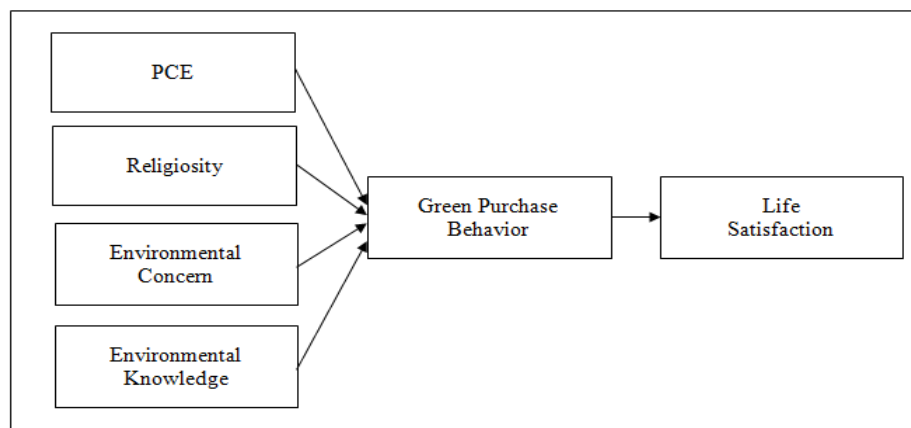 PCE
Religiosity
Environmental
Concern
Environmental
Knowledge
Green Purchase
Behavior
Life
Satisfaction